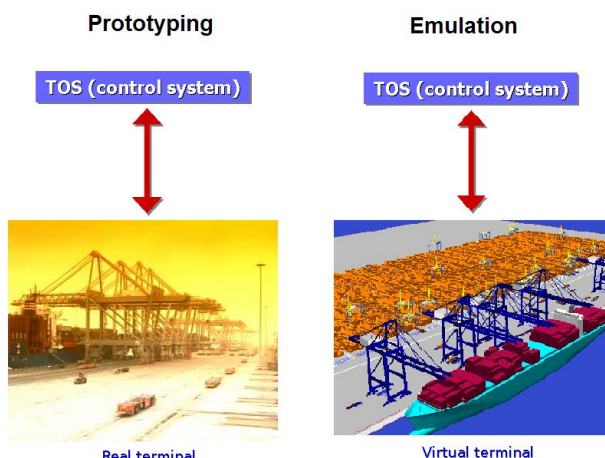 Prototyping
Emulation
TOS (control system)
TOS (control system)
Real terminal
Virtual terminal